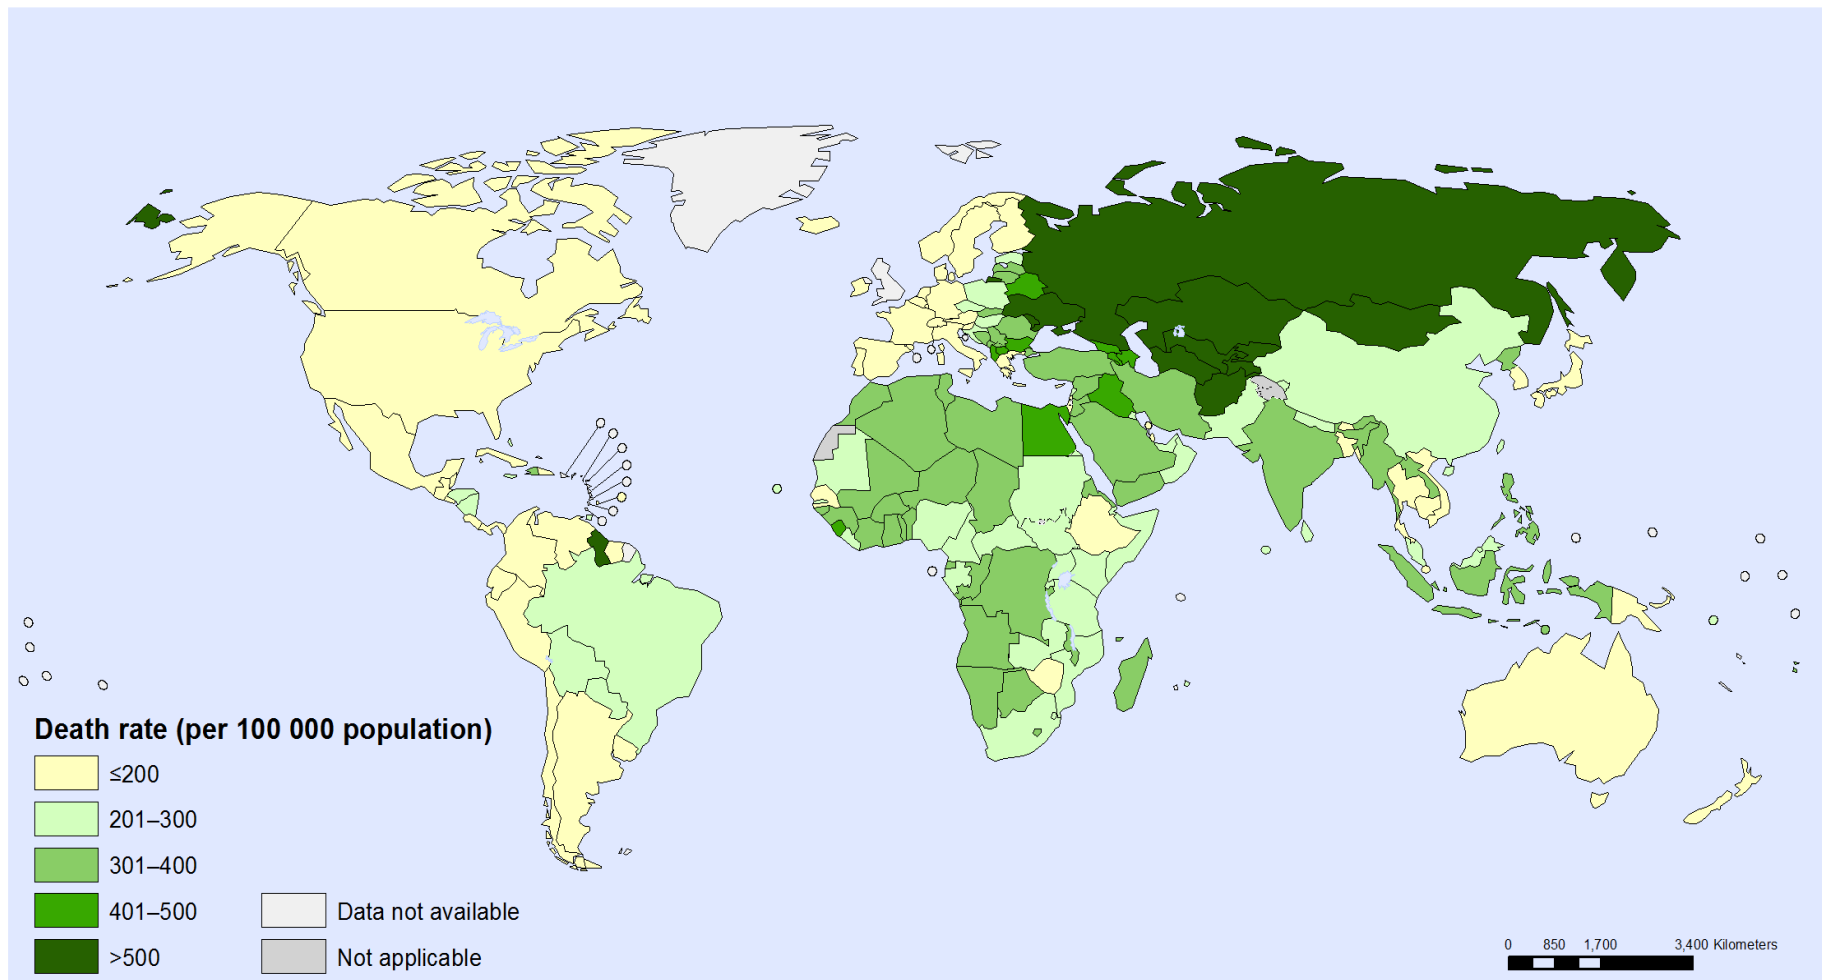 Death rate (per 100 000 population)
≤200
201–300
301–400
401–500
>500
Data not available
Not applicable
0 850 1,700 3,400 Kilometers